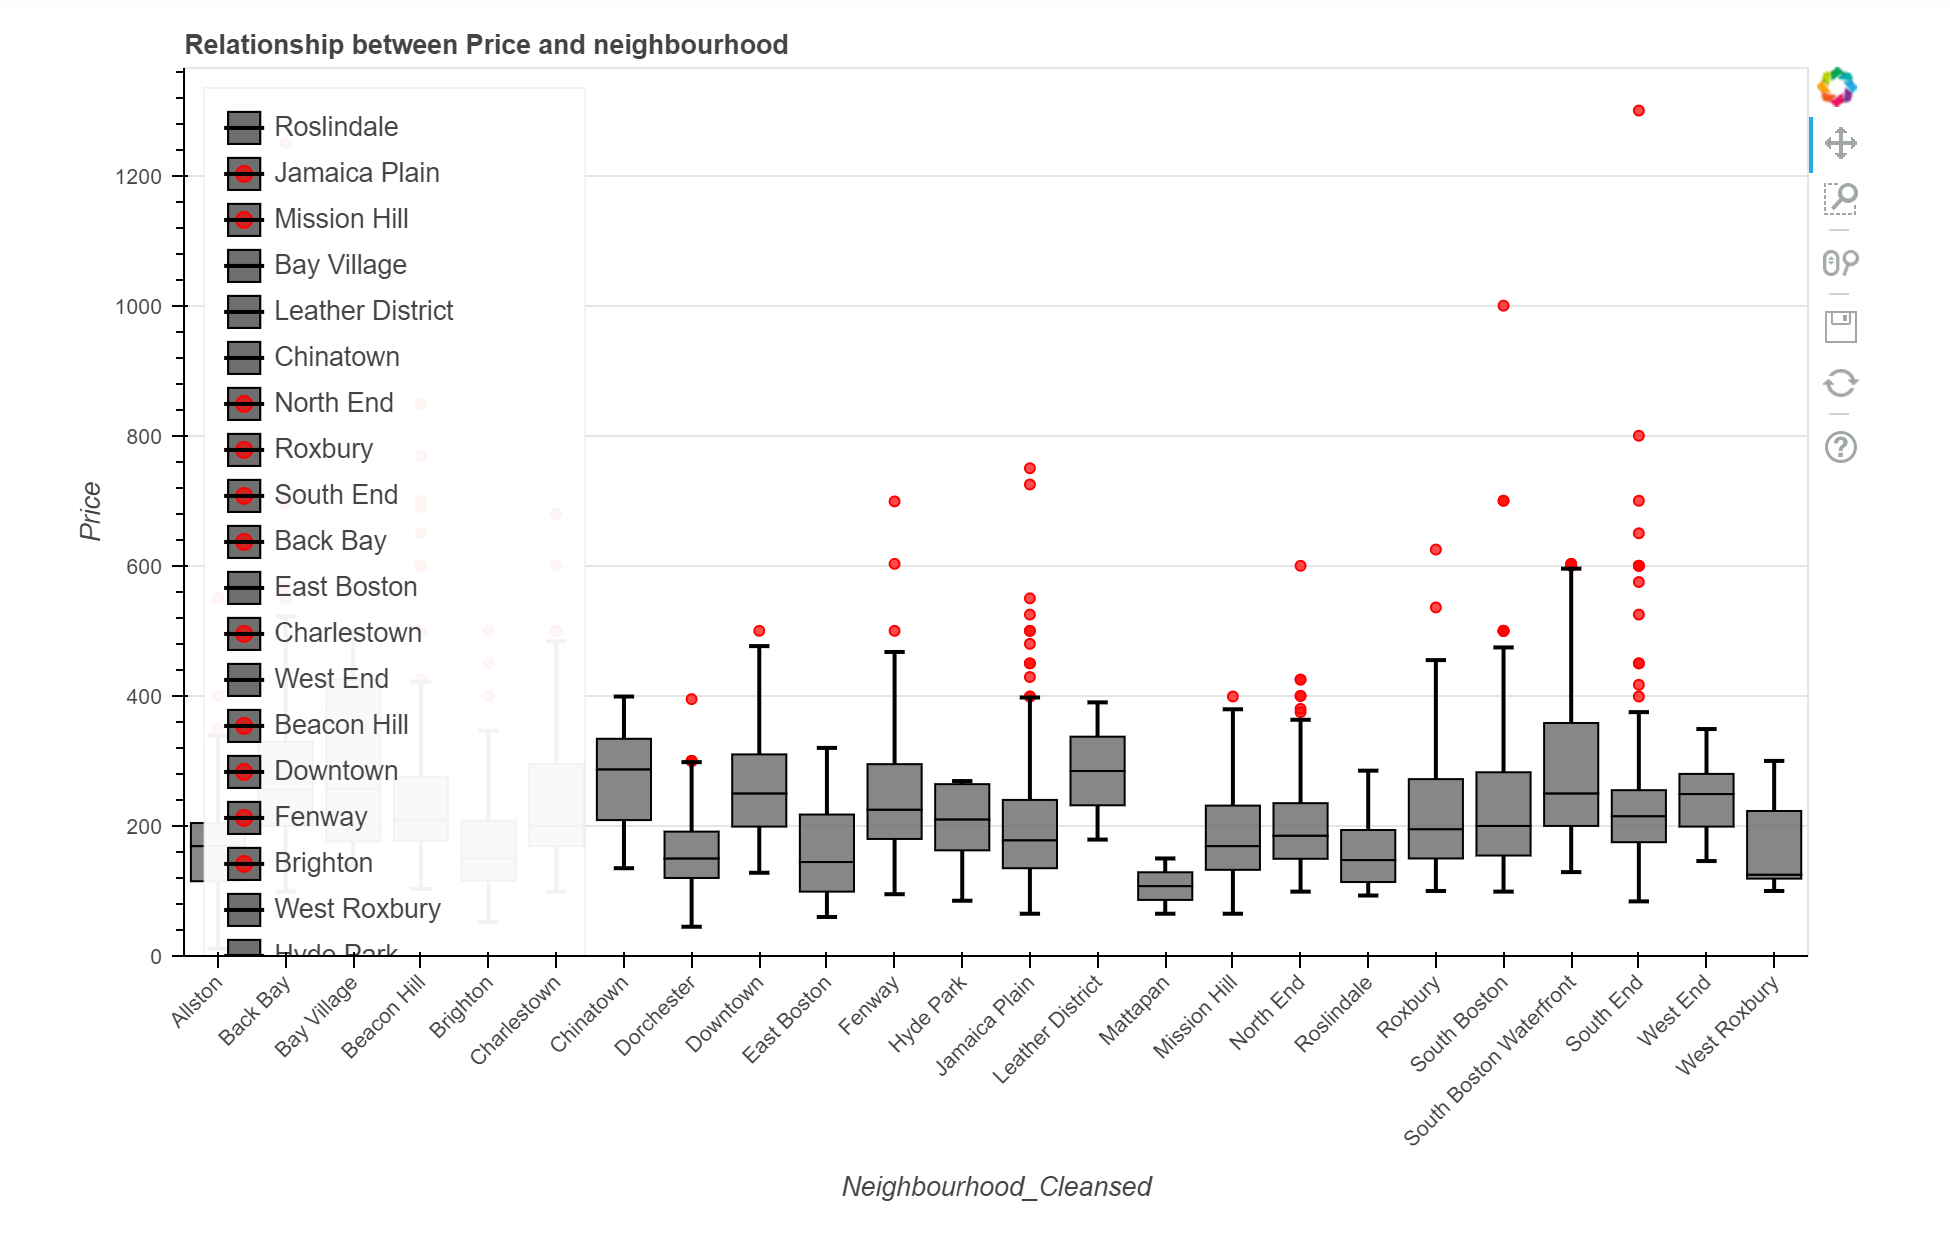 Relationship between Price and neighbourhood
Roslindale
Jamaica Plain
Mission Hill
Bay Village
Leather District
Chinatown
North End
Roxbury
South End
Back Bay
East Boston
Charlestown
West End
Beacon Hill
Downtown
Fenway
Brighton
West Roxbury
Hyde Park
1200
1000
800
600
400
200
0
Price
Allston
Back Bay
Bay Village
Beacon Hill
Brighton
Charlestown
Chinatown
Dorchester
Downtown
East Boston
Fenway
Hyde Park
Jamaica Plain
Leather District
Mattapan
Mission Hill
North End
Roslindale
Roxbury
South Boston
South Boston Waterfront
South End
West End
West Roxbury
Neighbourhood_Cleansed